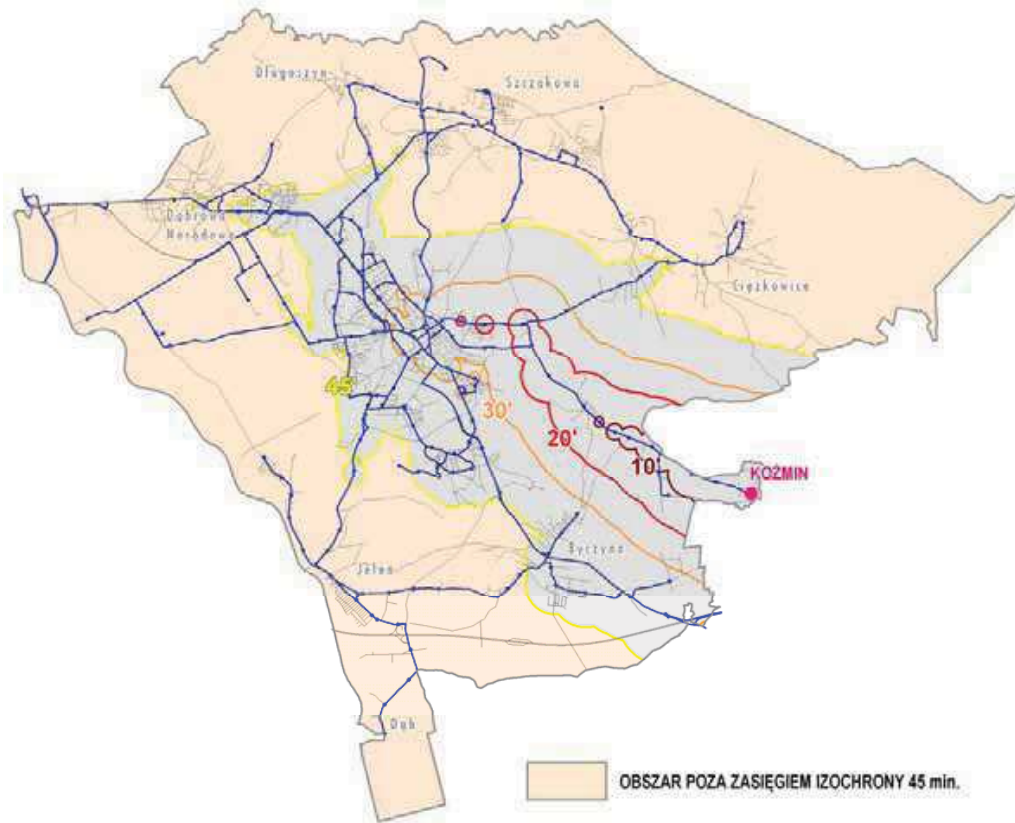 Długoszyn
Szczakowa
Dąbrowa
Narodowa
Ciężkowice
45'
30'
20'
10'
KOŹMIN
Byczyna
Jeleń
Dąb
OBSZAR POZA ZASIĘGIEM IZOCHRONY 45 min.